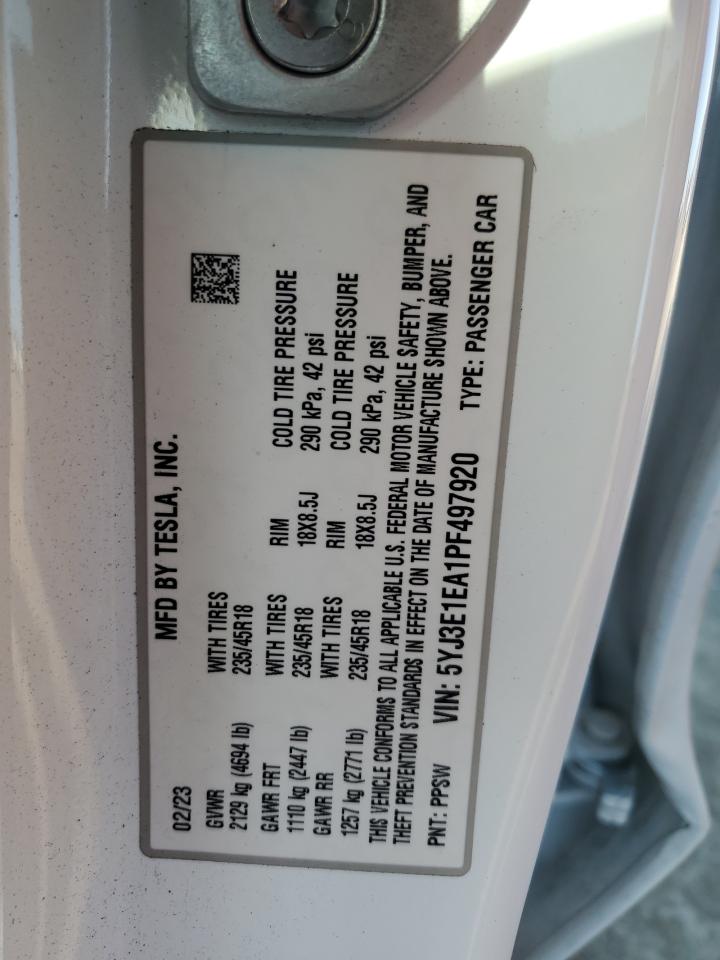 MFD BY TESLA, INC.
02/23
GVWR WITH TIRES
2129 kg (4694 lb) 235/45R18
GAWR FRT WITH TIRES RIM COLD TIRE PRESSURE
1110 kg (2447 lb) 235/45R18 18X8.5J 290 kPa, 42 psi
GAWR RR WITH TIRES RIM COLD TIRE PRESSURE
1257 kg (2771 lb) 235/45R18 18X8.5J 290 kPa, 42 psi
THIS VEHICLE CONFORMS TO ALL APPLICABLE U.S. FEDERAL MOTOR VEHICLE SAFETY, BUMPER, AND
THEFT PREVENTION STANDARDS IN EFFECT ON THE DATE OF MANUFACTURE SHOWN ABOVE.
PNT: PPSW VIN: 5YJ3E1EA1PF497920 TYPE: PASSENGER CAR